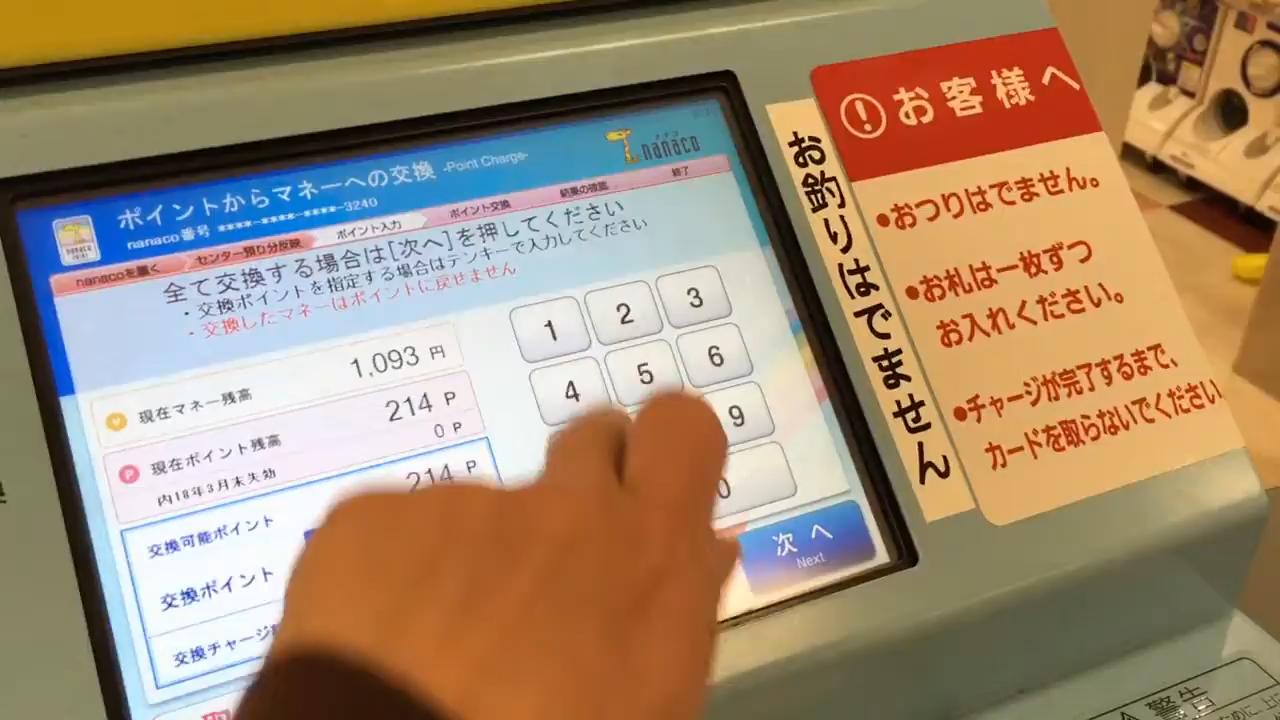 ポイントからマネーへの交換 -Point Charge-
nanaco
nanaco番号 ****-****-****-3240
nanacoを置く
センター預り分反映
ポイント入力
ポイント交換
結果の確認
終了
全て交換する場合は[次へ]を押してください
・交換ポイントを指定する場合はテンキーで入力してください
・交換したマネーはポイントに戻せません
現在マネー残高 1,093 円
現在ポイント残高 214 P
内18年3月末失効 0 P
交換可能ポイント 214 P
交換ポイント
交換チャージ
1 2 3
4 5 6
9
0
次へ
Next
お釣りはでません
!お客様へ
•おつりはでません。
•お札は一枚ずつ
お入れください。
•チャージが完了するまで、
カードを取らないでください
警告